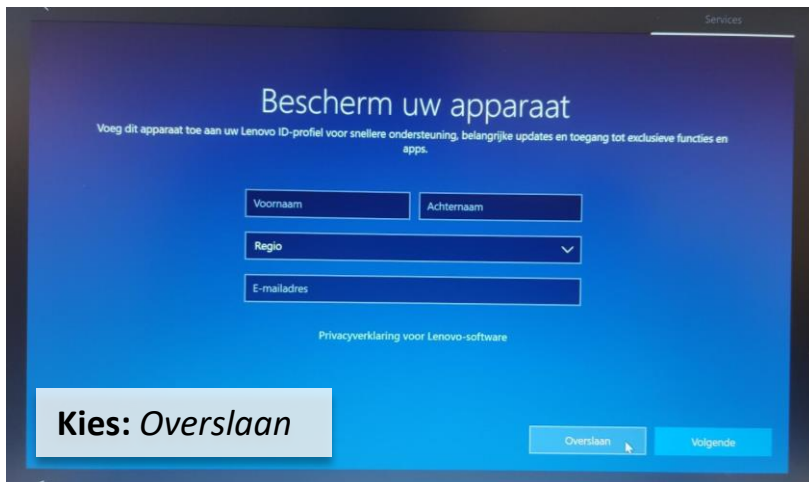 Services
Bescherm uw apparaat
Voeg dit apparaat toe aan uw Lenovo ID-profiel voor snellere ondersteuning, belangrijke updates en toegang tot exclusieve functies en
apps.
Voornaam Achternaam
Regio
E-mailadres
Privacyverklaring voor Lenovo-software
Kies: Overslaan
Overslaan Volgende